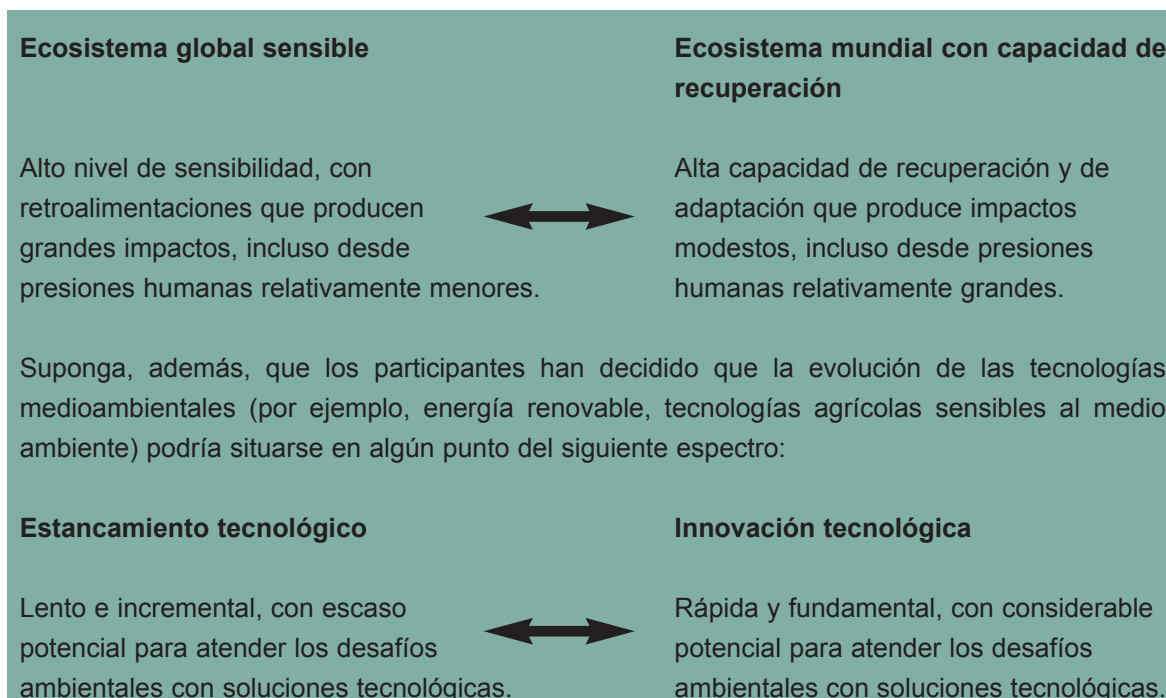 Ecosistema global sensible
Ecosistema mundial con capacidad de
recuperación
Alto nivel de sensibilidad, con
retroalimentaciones que producen
grandes impactos, incluso desde
presiones humanas relativamente menores.
Alta capacidad de recuperación y de
adaptación que produce impactos
modestos, incluso desde presiones
humanas relativamente grandes.
Suponga, además, que los participantes han decidido que la evolución de las tecnologías
medioambientales (por ejemplo, energía renovable, tecnologías agrícolas sensibles al medio
ambiente) podría situarse en algún punto del siguiente espectro:
Estancamiento tecnológico
Innovación tecnológica
Lento e incremental, con escaso
potencial para atender los desafíos
ambientales con soluciones tecnológicas.
Rápida y fundamental, con considerable
potencial para atender los desafíos
ambientales con soluciones tecnológicas